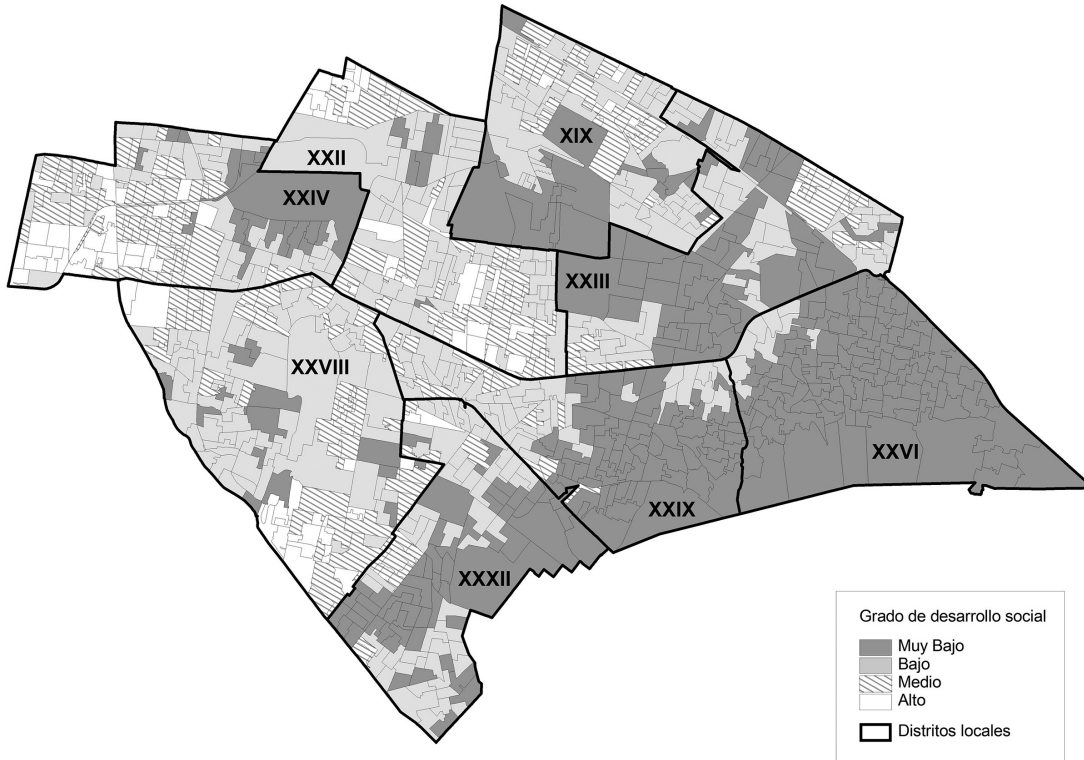 XIX
XXII
XXIV
XXIII
XXVIII
XXVI
XXIX
XXXII
Grado de desarrollo social
Muy Bajo
Bajo
Medio
Alto
Distritos locales